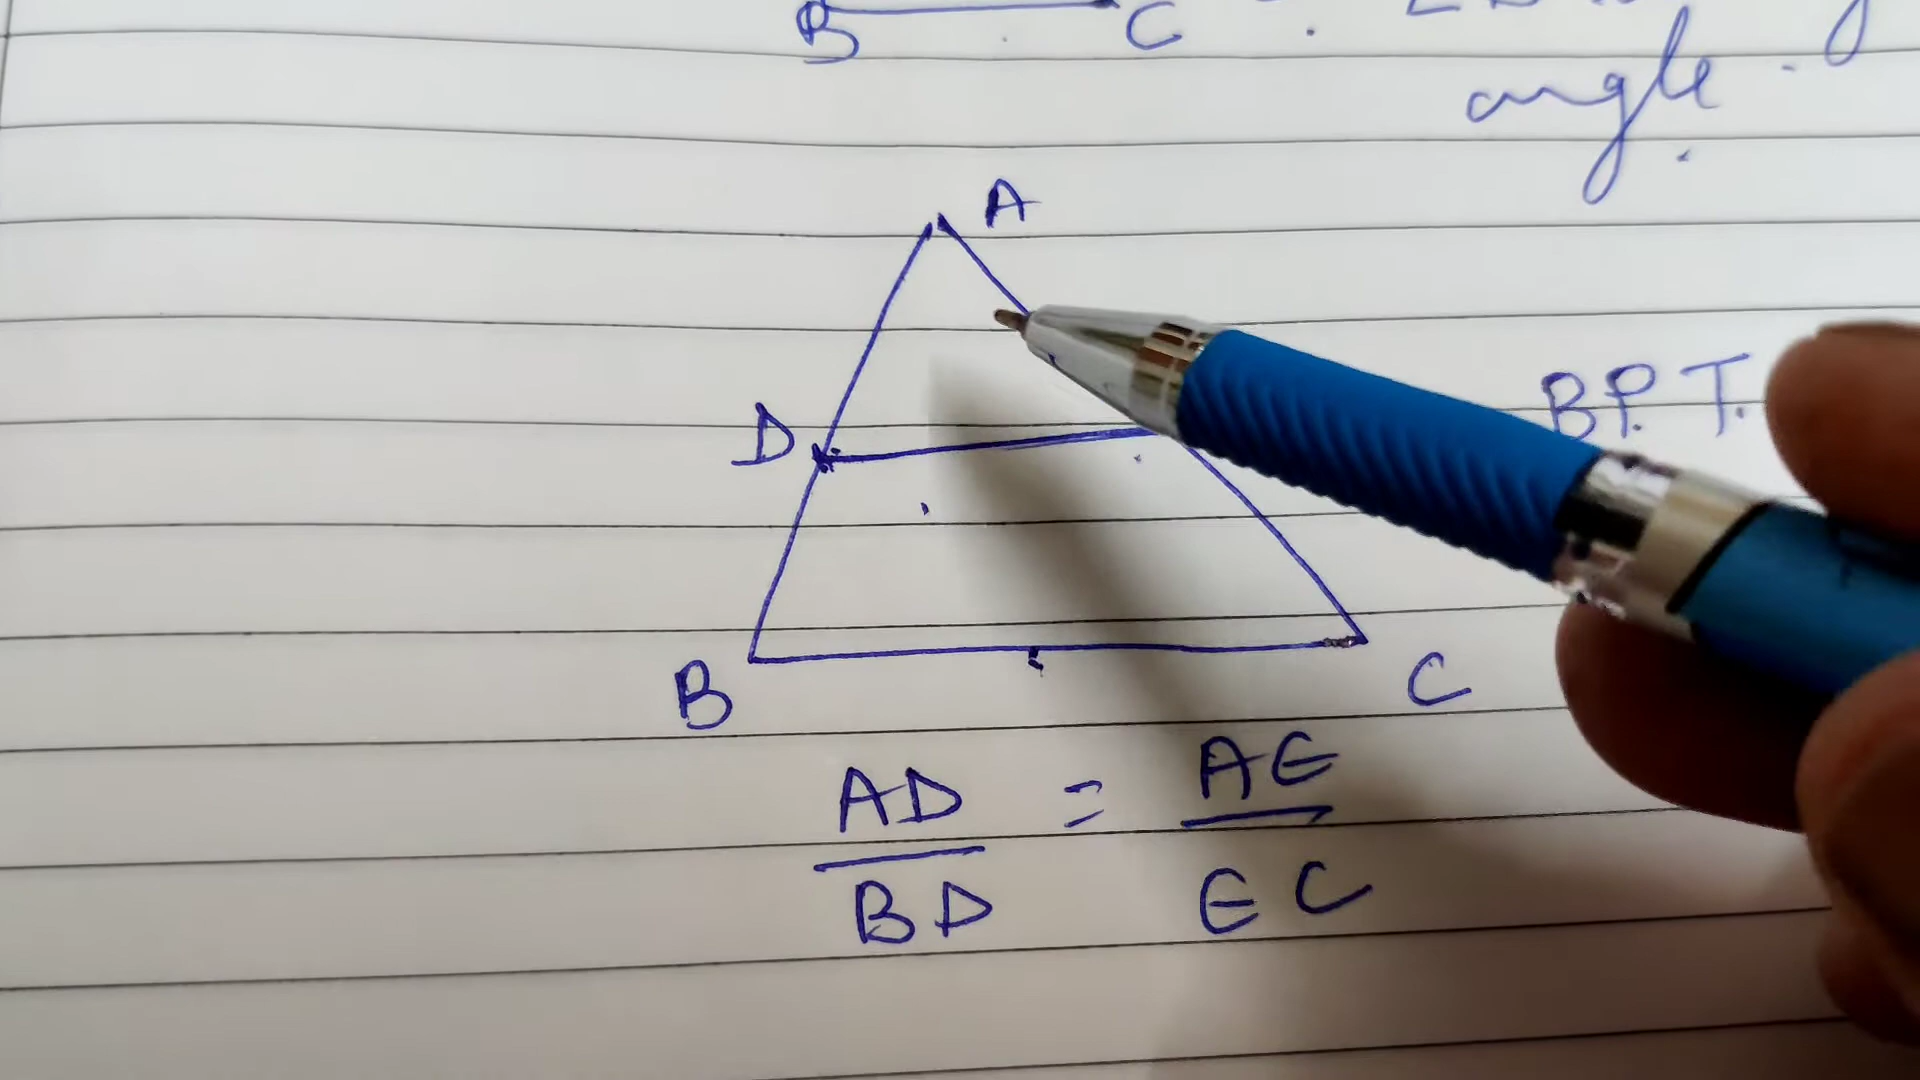 B C
angle.
A
D B.P.T.
B C
AD = AE
BD EC